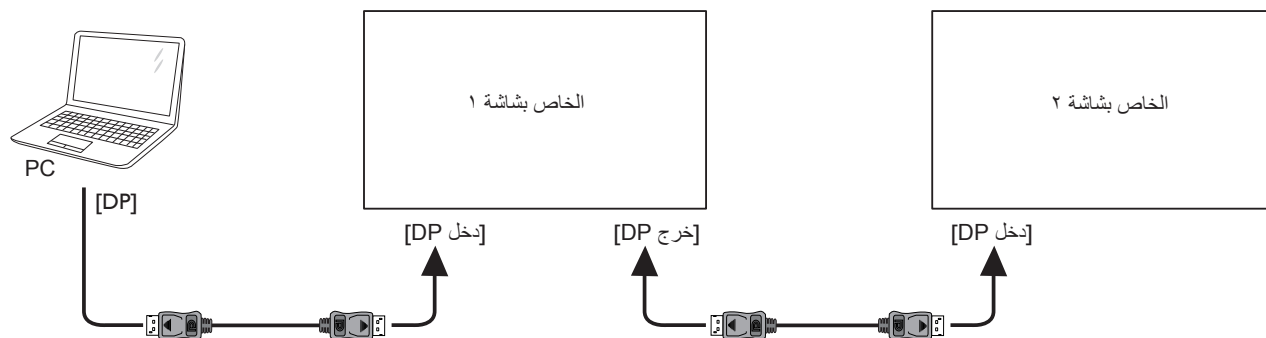 الخاص بشاشة ١
الخاص بشاشة ٢
PC
[DP]
[دخل DP]
[خرج DP]
[دخل DP]